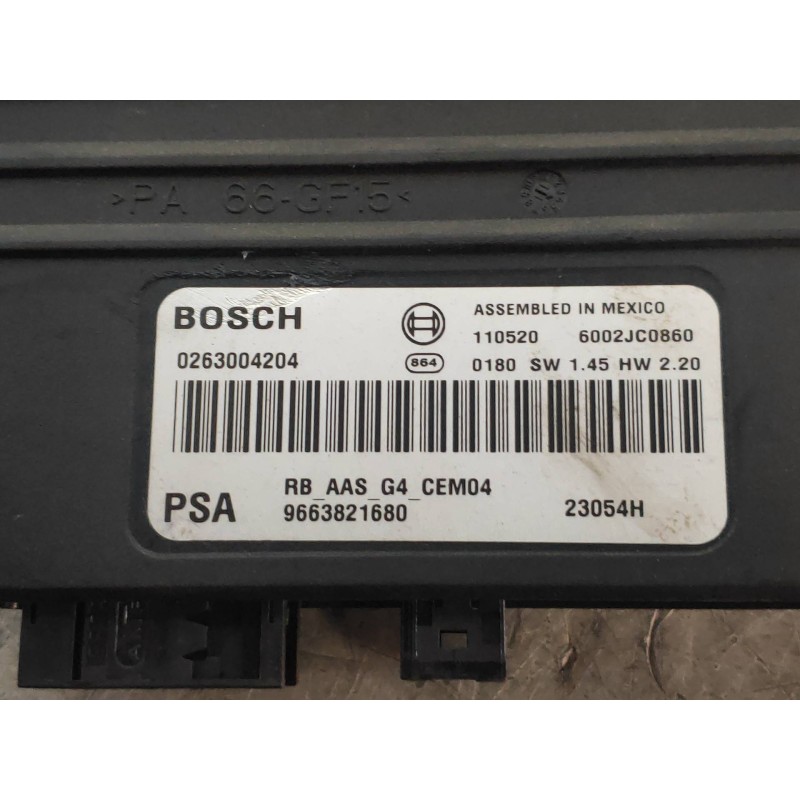 >PA 66-GF15<
BOSCH
ASSEMBLED IN MEXICO
110520 6002JC0860
0263004204
864
0180 SW 1.45 HW 2.20
RB_AAS_G4_CEM04
PSA
9663821680
23054H